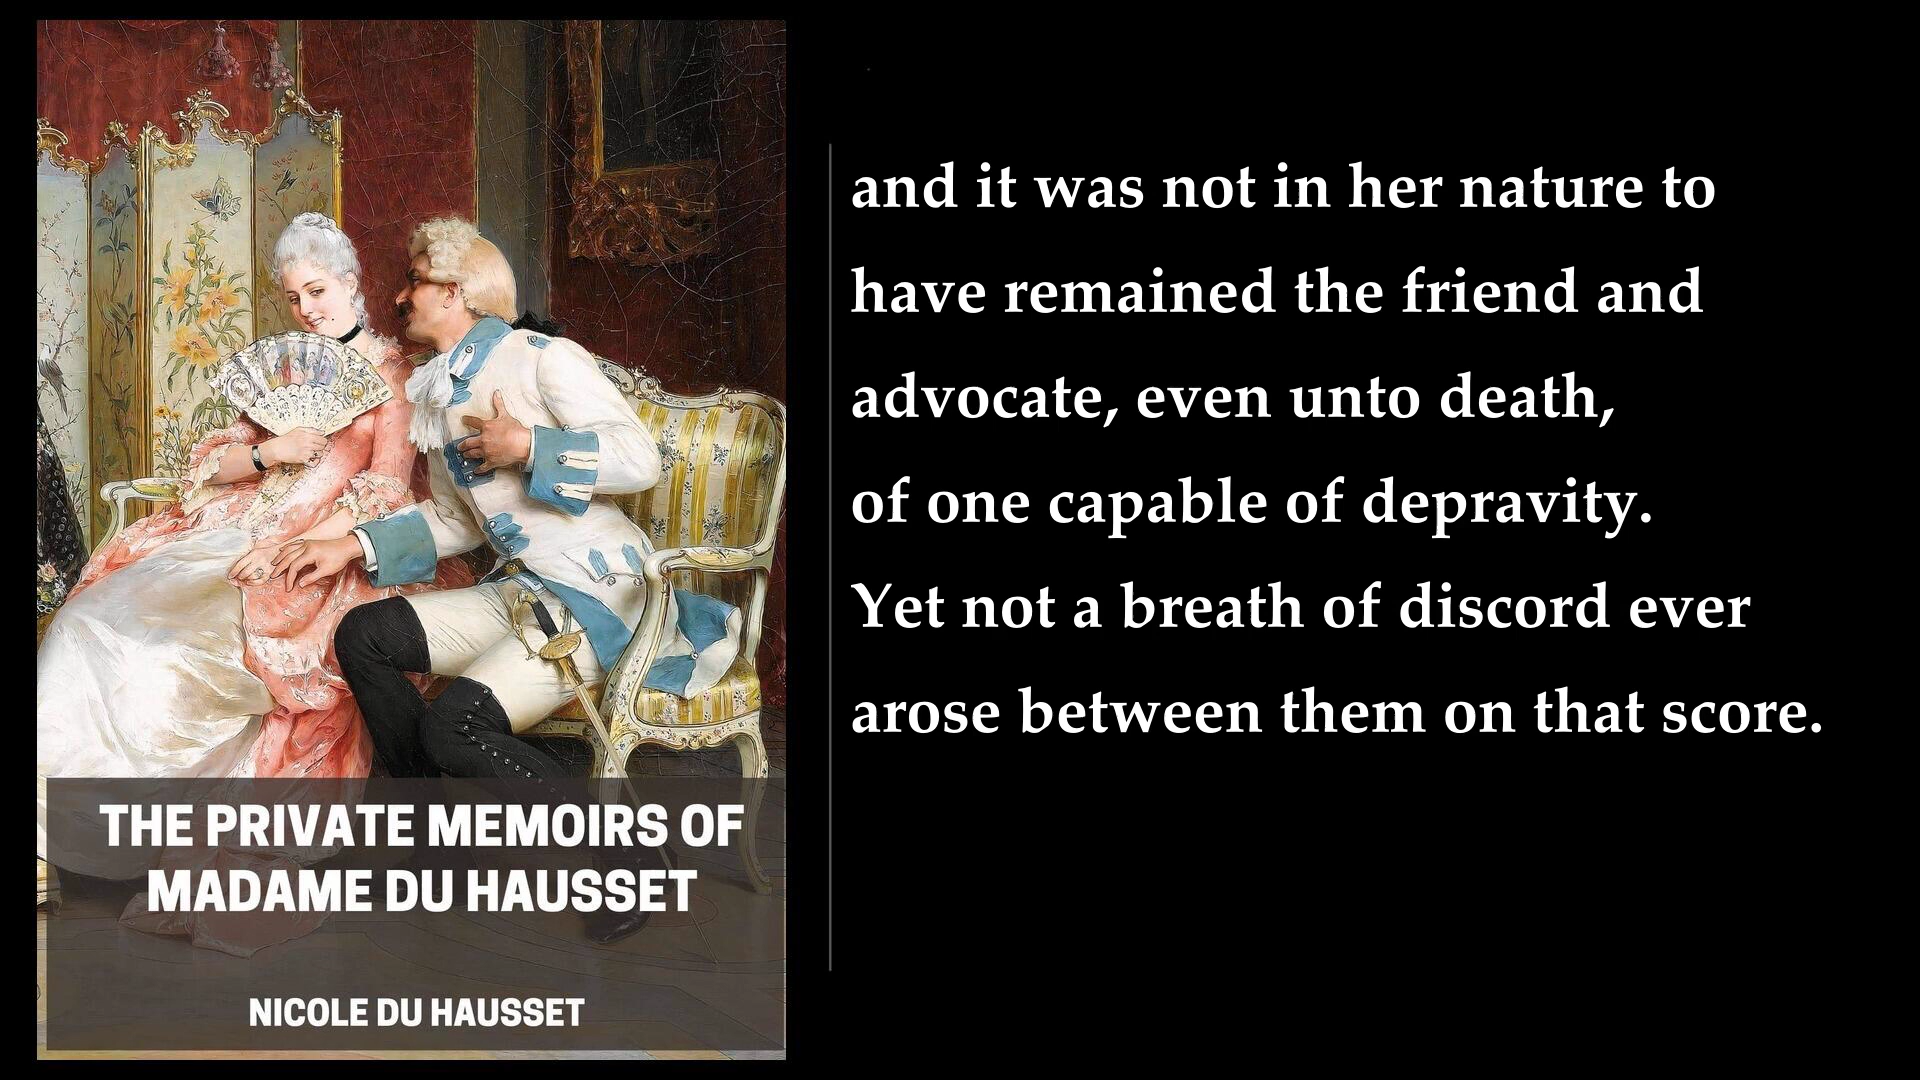 THE PRIVATE MEMOIRS OF
MADAME DU HAUSSET
NICOLE DU HAUSSET
and it was not in her nature to
have remained the friend and
advocate, even unto death,
of one capable of depravity.
Yet not a breath of discord ever
arose between them on that score.